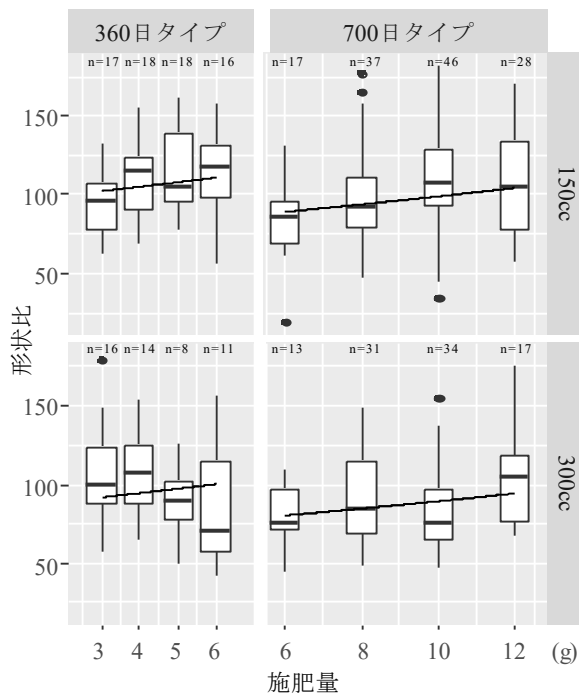 360日タイプ 700日タイプ
n=17 n=18 n=18 n=16 n=17 n=37 n=46 n=28
150
100
50
150cc
形状比
n=16 n=14 n=8 n=11 n=13 n=31 n=34 n=17
150
100
50
300cc
3 4 5 6 6 8 10 12 (g)
施肥量